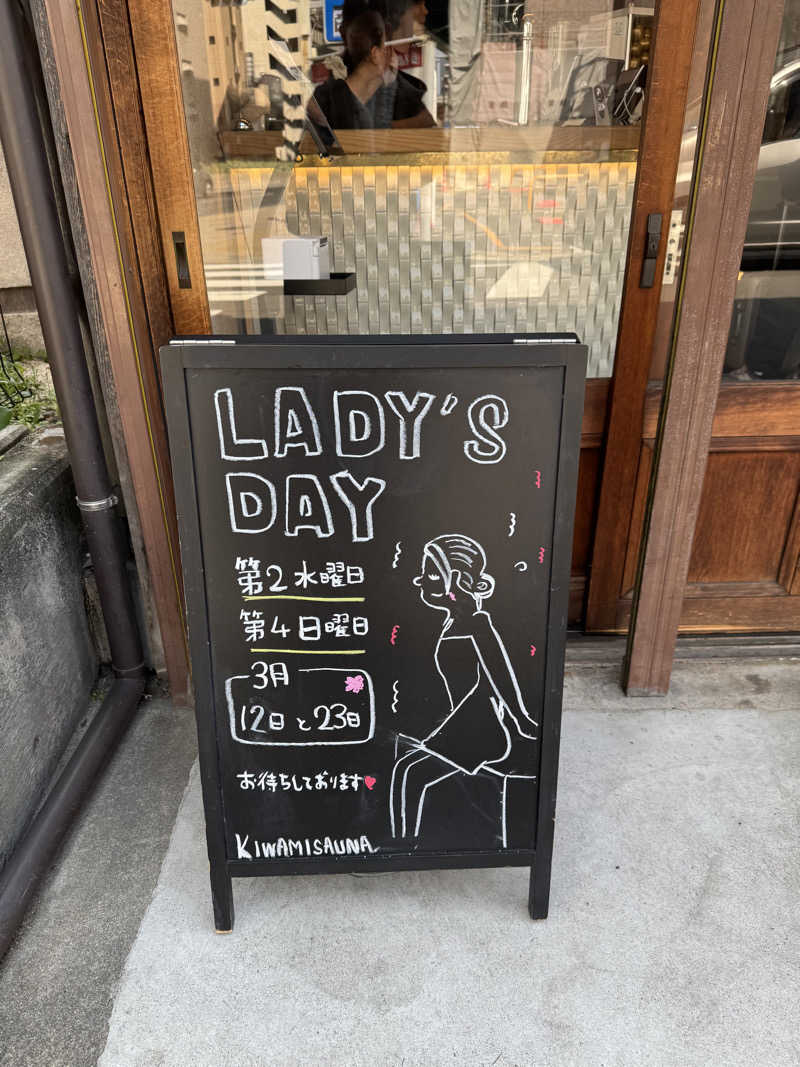 LADY'S
DAY
第2水曜日
第4日曜日
3月
12日と23日
お待ちしております
KIWAMISAUNA